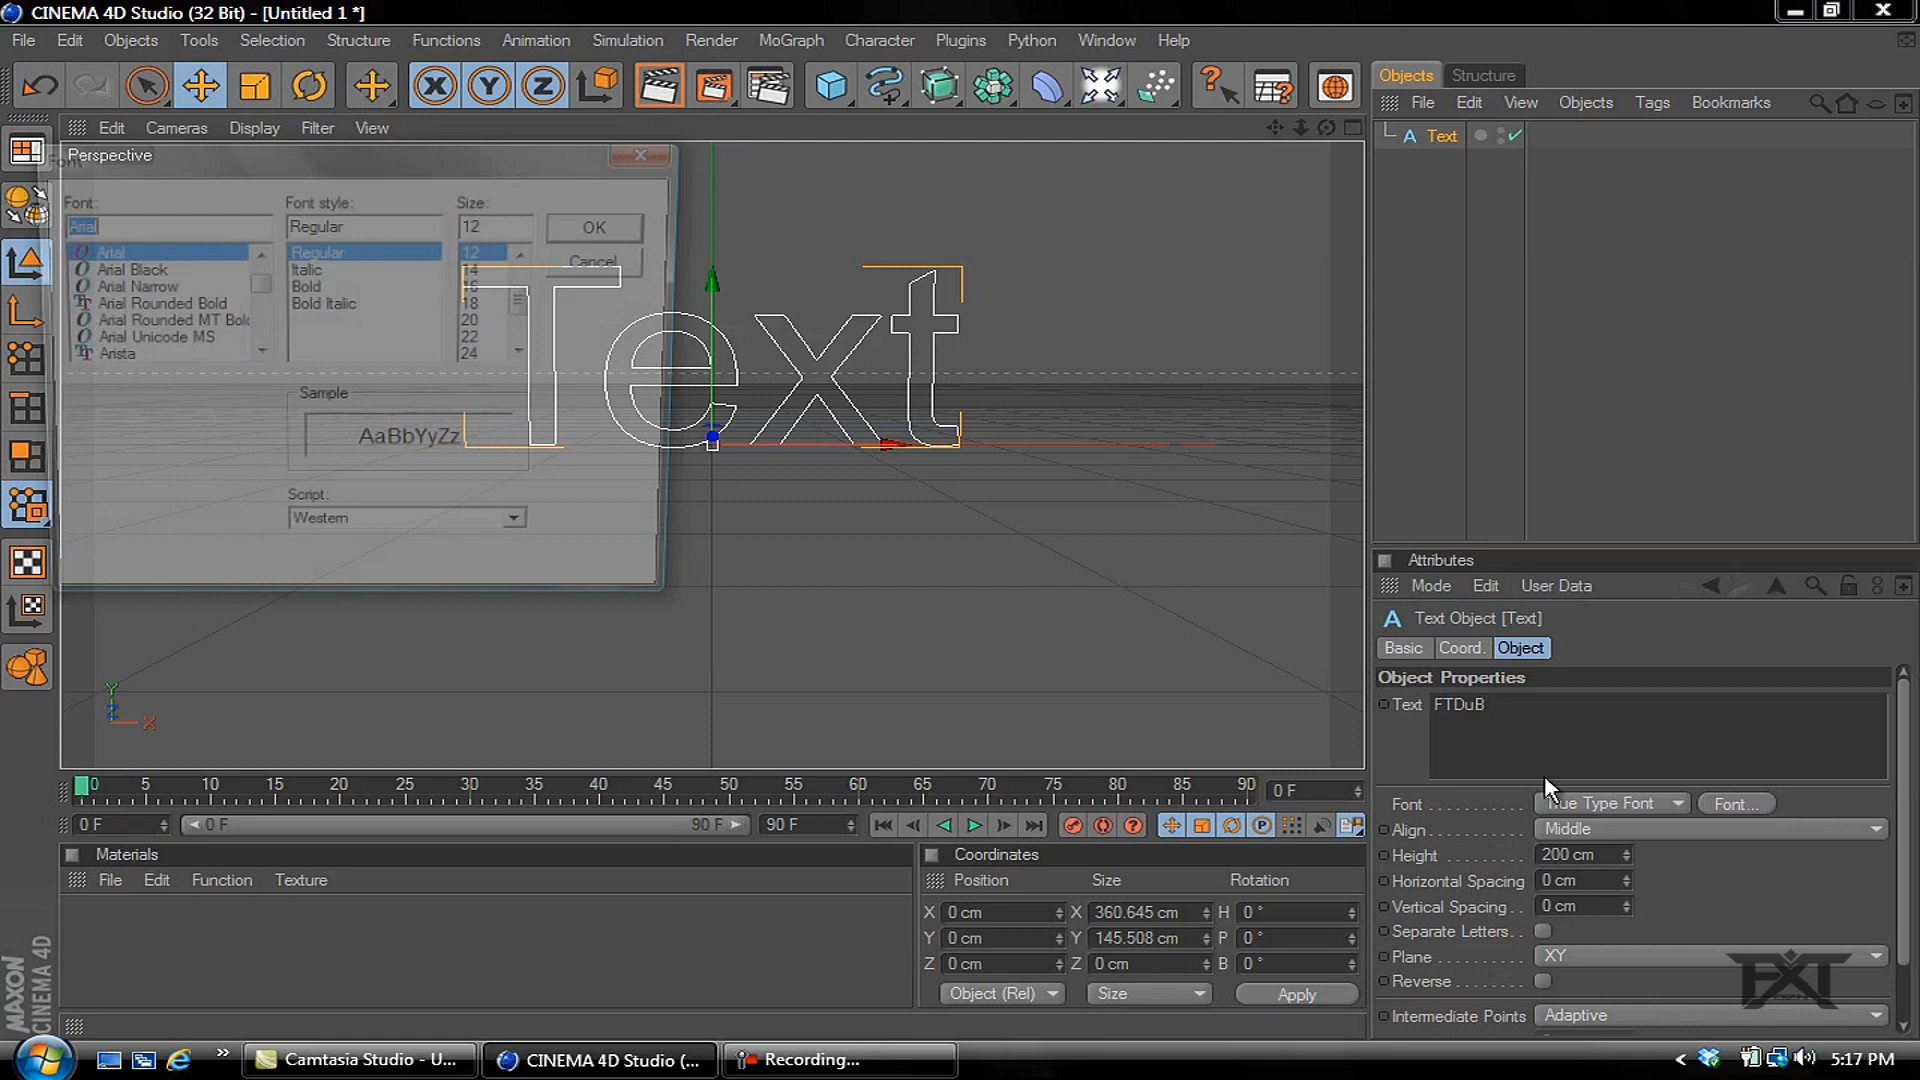 CINEMA 4D Studio (32 Bit) - [Untitled 1 *]
File Edit Objects Tools Selection Structure Functions Animation Simulation Render MoGraph Character Plugins Python Window Help
X Y Z
Objects Structure
File Edit View Objects Tags Bookmarks
Text
Edit Cameras Display Filter View
Perspective
Font
Font: Font style: Size:
Arial Regular 12 OK
Cancel
Arial Regular 12
Arial Black Italic 14
Arial Narrow Bold 16
Arial Rounded Bold Bold Italic 18
Arial Rounded MT Bold 20
Arial Unicode MS 22
Arista 24
Sample
AaBbYyZz
Script:
Western
Text
Y
Z X
Attributes
Mode Edit User Data
Text Object [Text]
Basic Coord. Object
Object Properties
Text FTDuB
Font True Type Font Font...
Align Middle
Height 200 cm
Horizontal Spacing 0 cm
Vertical Spacing 0 cm
Separate Letters
Plane XY
Reverse
Intermediate Points Adaptive
0 5 10 15 20 25 30 35 40 45 50 55 60 65 70 75 80 85 90 0 F
0 F 0 F 90 F 90 F
Materials
File Edit Function Texture
Coordinates
Position Size Rotation
X 0 cm X 360.645 cm H 0 °
Y 0 cm Y 145.508 cm P 0 °
Z 0 cm Z 0 cm B 0 °
Object (Rel) Size Apply
MAXON
CINEMA 4D
Camtasia Studio - U... CINEMA 4D Studio (... Recording... 5:17 PM